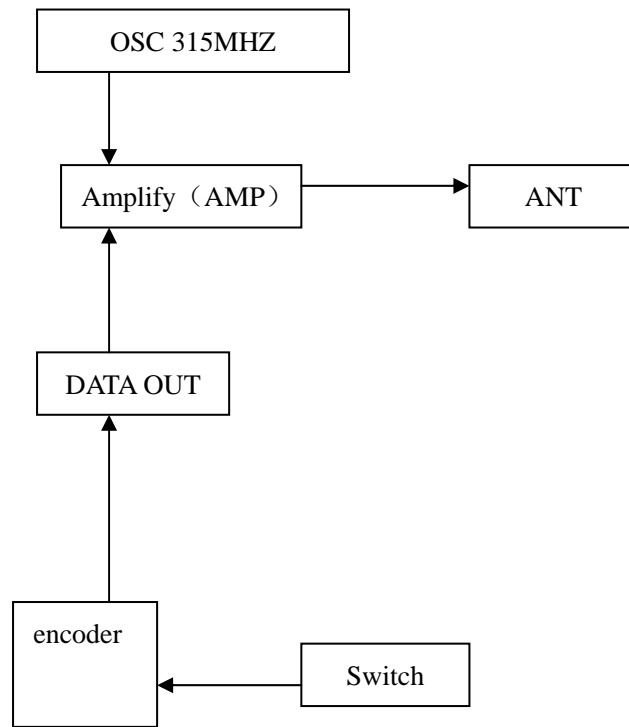 OSC 315MHZ
Amplify（AMP）
ANT
DATA OUT
encoder
Switch